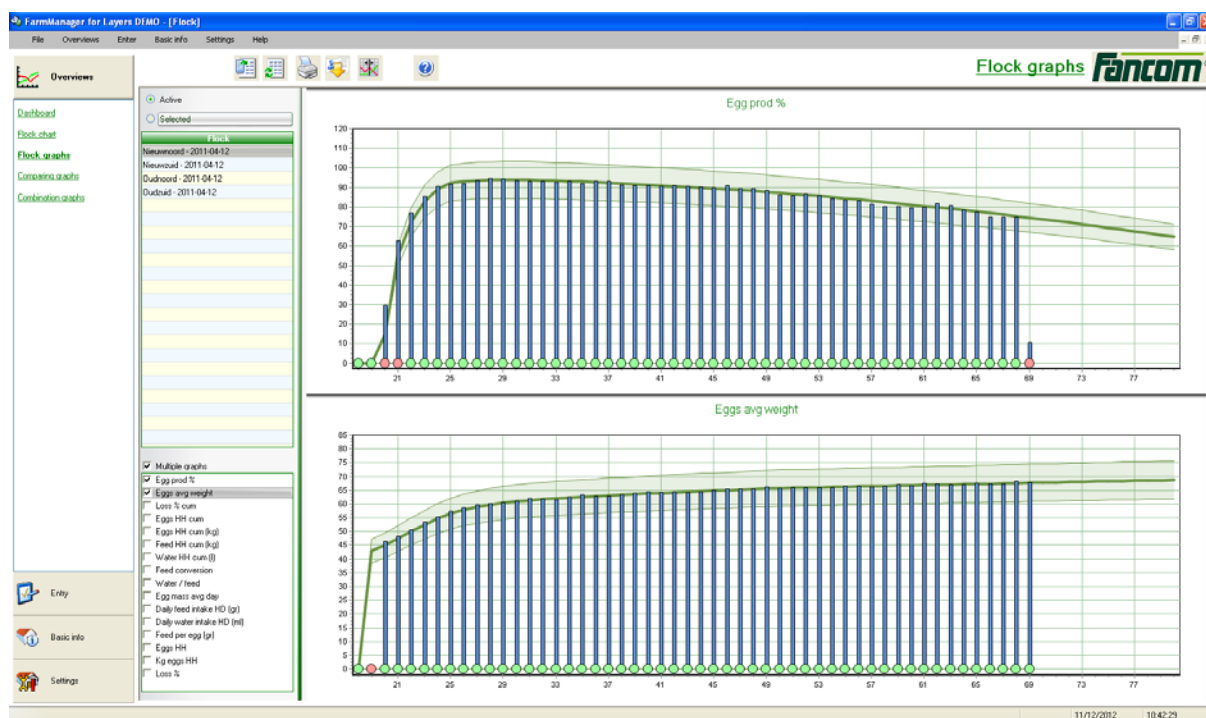 FarmManager for Layers DEMO - [Flock]
File Overviews Enter Basic info Settings Help
Overviews
Flock graphs Fancom
Dashboard
Flock chart
Flock graphs
Comparing graphs
Combination graphs
Active
Selected
Flock
Nieuwnoord - 2011-04-12
Nieuwzuid - 2011-04-12
Oudnoord - 2011-04-12
Oudzuid - 2011-04-12
Multiple graphs
Egg prod %
Eggs avg weight
Loss % cum
Eggs HH cum
Eggs HH cum (kg)
Feed HH cum (kg)
Water HH cum (l)
Feed conversion
Water / feed
Egg mass avg day
Daily feed intake HD (gr)
Daily water intake HD (ml)
Feed per egg (gr)
Eggs HH
Kg eggs HH
Loss %
Entry
Basic info
Settings
Egg prod %
120
110
100
90
80
70
60
50
40
30
20
10
0
21 25 29 33 37 41 45 49 53 57 61 65 69 73 77
Eggs avg weight
85
80
75
70
65
60
55
50
45
40
35
30
25
20
15
10
5
0
21 25 29 33 37 41 45 49 53 57 61 65 69 73 77
11/12/2012 10:42:29